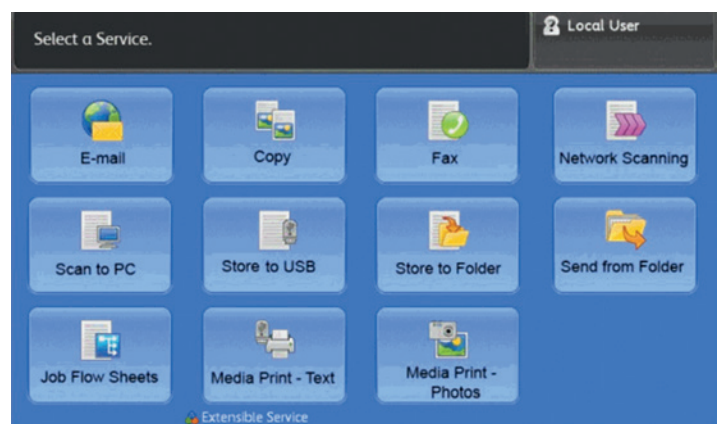 Select a Service.
Local User
E-mail
Copy
Fax
Network Scanning
Scan to PC
Store to USB
Store to Folder
Send from Folder
Job Flow Sheets
Media Print - Text
Media Print -
Photos
Extensible Service